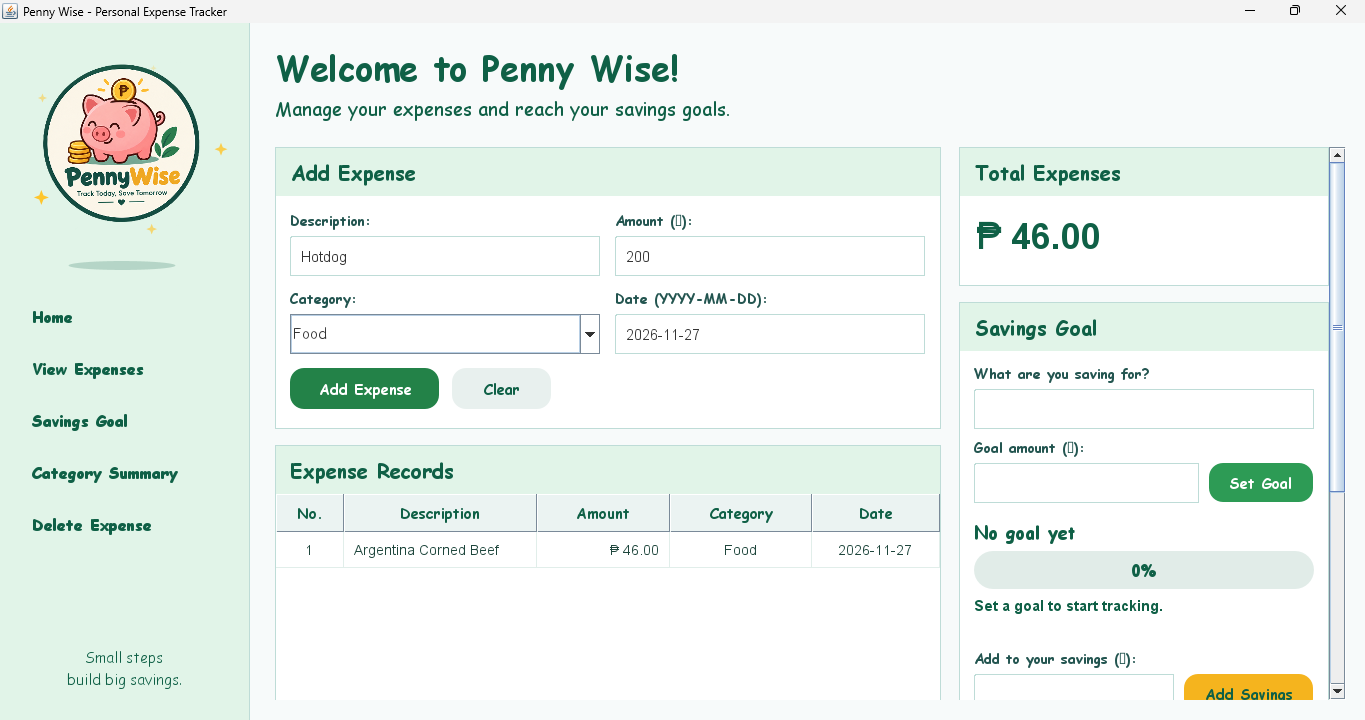 Penny Wise - Personal Expense Tracker
₱
PennyWise
Track Today, Save Tomorrow
Home
View Expenses
Savings Goal
Category Summary
Delete Expense
Small steps
build big savings.
Welcome to Penny Wise!
Manage your expenses and reach your savings goals.
Add Expense
Description: Amount (▯):
Hotdog 200
Category: Date (YYYY-MM-DD):
Food 2026-11-27
Add Expense Clear
Expense Records
No. Description Amount Category Date
1 Argentina Corned Beef ₱ 46.00 Food 2026-11-27
Total Expenses
₱ 46.00
Savings Goal
What are you saving for?
Goal amount (▯):
Set Goal
No goal yet
0%
Set a goal to start tracking.
Add to your savings (▯):
Add Savings